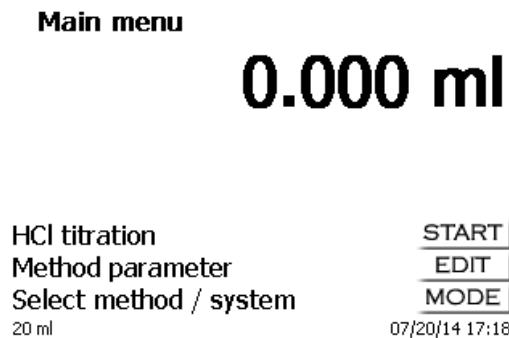 Main menu
0.000 ml
HCl titration START
Method parameter EDIT
Select method / system MODE
20 ml 07/20/14 17:18